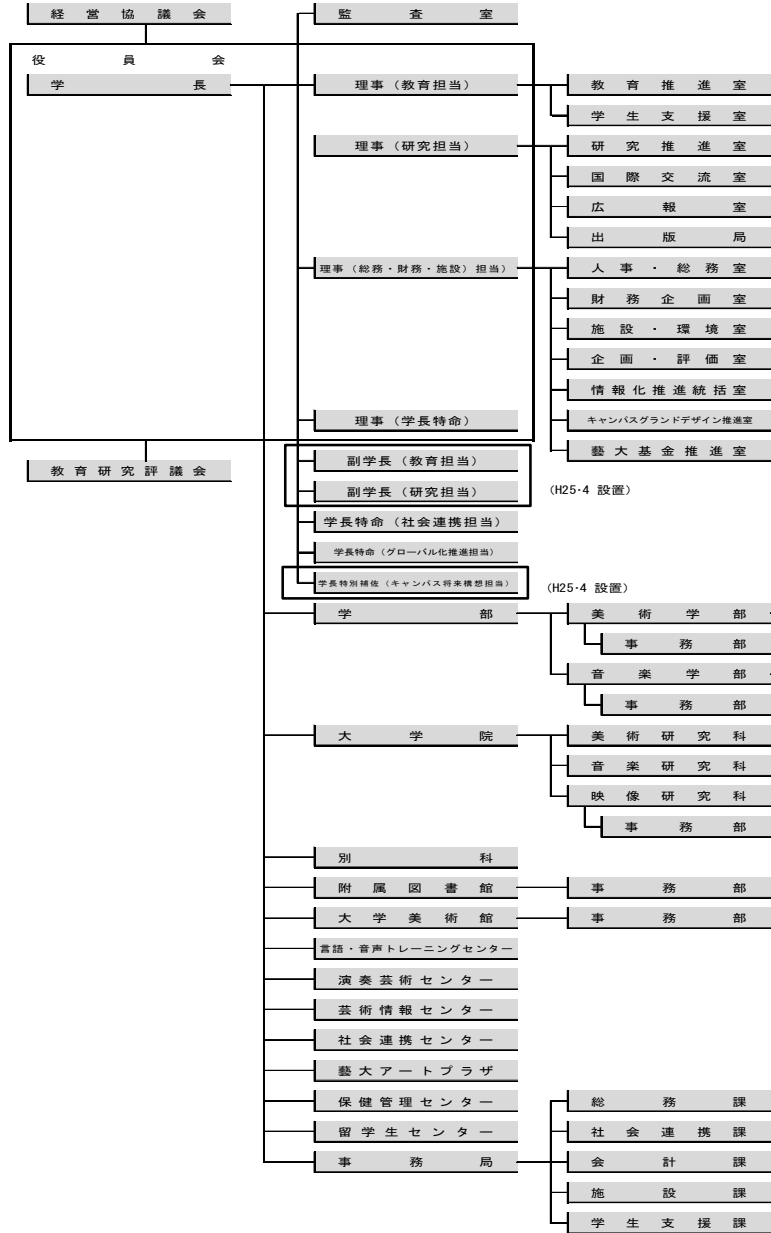 経営協議会
監査室
役員会
学長
理事（教育担当）
教育推進室
学生支援室
理事（研究担当）
研究推進室
国際交流室
広報室
出版局
理事（総務・財務・施設）担当）
人事・総務室
財務企画室
施設・環境室
企画・評価室
情報化推進統括室
理事（学長特命）
キャンパスグランドデザイン推進室
藝大基金推進室
教育研究評議会
副学長（教育担当）
副学長（研究担当）
（H25・4 設置）
学長特命（社会連携担当）
学長特命（グローバル化推進担当）
学長特別補佐（キャンパス将来構想担当）
（H25・4 設置）
学部
美術学部
事務部
音楽学部
事務部
大学院
美術研究科
音楽研究科
映像研究科
事務部
別科
附属図書館
事務部
大学美術館
事務部
言語・音声トレーニングセンター
演奏芸術センター
芸術情報センター
社会連携センター
藝大アートプラザ
保健管理センター
留学生センター
事務局
総務課
社会連携課
会計課
施設課
学生支援課